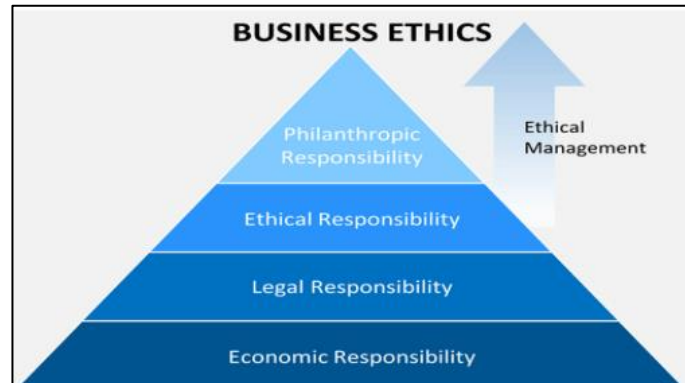 BUSINESS ETHICS
Philanthropic
Responsibility
Ethical
Management
Ethical Responsibility
Legal Responsibility
Economic Responsibility